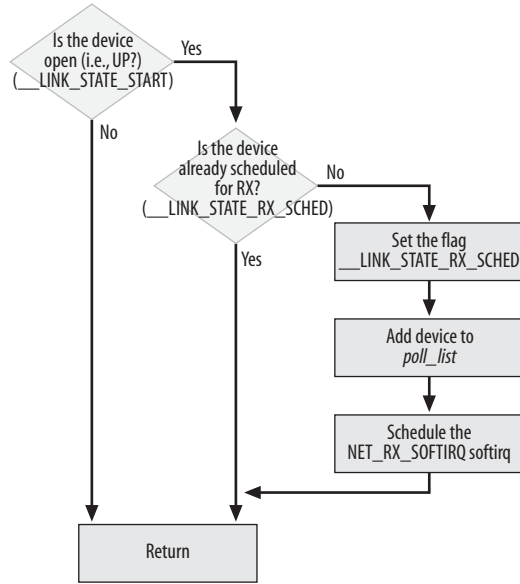 Is the device
open (i.e., UP?)
(__LINK_STATE_START)
Yes
No
Is the device
already scheduled
for RX?
(__LINK_STATE_RX_SCHED)
No
Yes
Set the flag
__LINK_STATE_RX_SCHED
Add device to
poll_list
Schedule the
NET_RX_SOFTIRQ softirq
Return